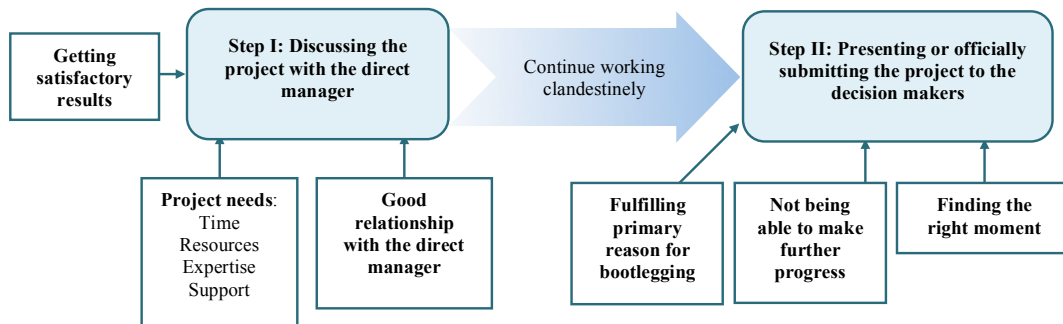 Getting
satisfactory
results
Step I: Discussing the
project with the direct
manager
Continue working
clandestinely
Step II: Presenting or officially
submitting the project to the
decision makers
Project needs:
Time
Resources
Expertise
Support
Good
relationship
with the direct
manager
Fulfilling
primary
reason for
bootlegging
Not being
able to make
further
progress
Finding the
right moment